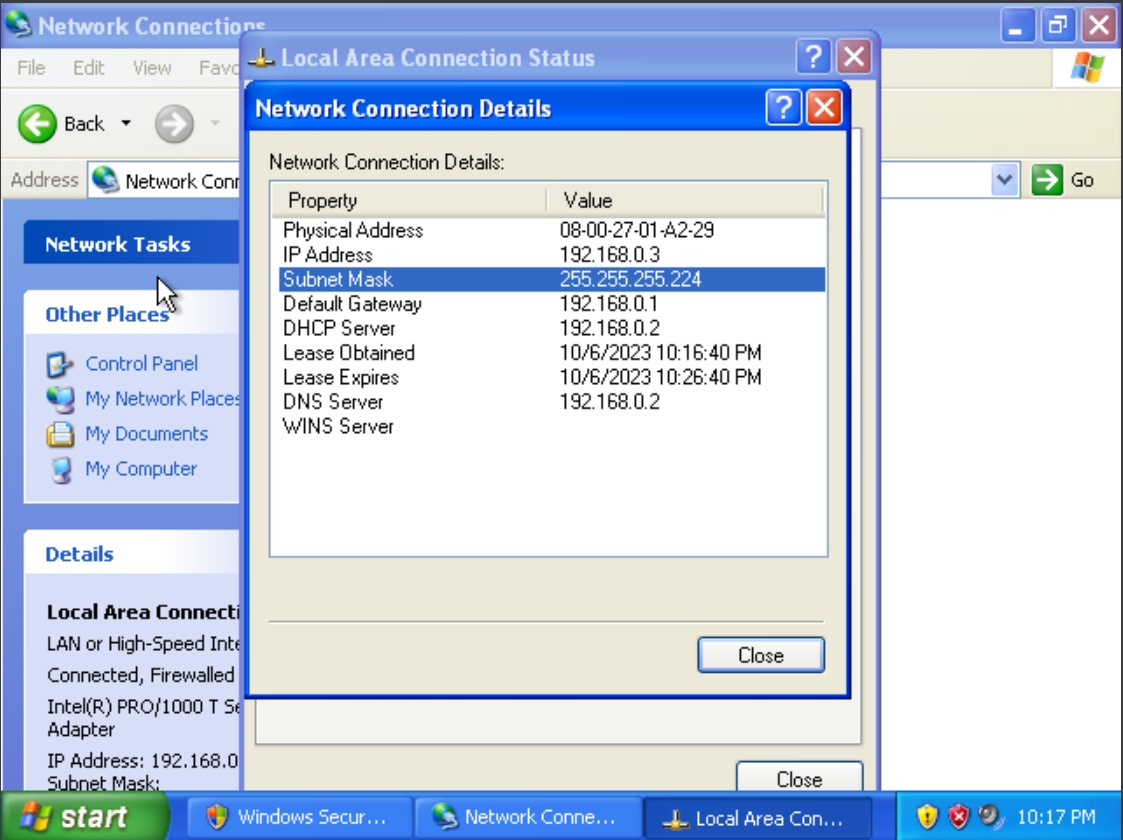 Network Connections
Local Area Connection Status
File Edit View Favo
Network Connection Details
Back
Network Connection Details:
Address Network Conn Go
Property Value
Physical Address 08-00-27-01-A2-29
IP Address 192.168.0.3
Subnet Mask 255.255.255.224
Default Gateway 192.168.0.1
DHCP Server 192.168.0.2
Lease Obtained 10/6/2023 10:16:40 PM
Lease Expires 10/6/2023 10:26:40 PM
DNS Server 192.168.0.2
WINS Server
Close
Close
Network Tasks
Other Places
Control Panel
My Network Places
My Documents
My Computer
Details
Local Area Connecti
LAN or High-Speed Inte
Connected, Firewalled
Intel(R) PRO/1000 T Se
Adapter
IP Address: 192.168.0
Subnet Mask:
start Windows Secur... Network Conne... Local Area Con... 10:17 PM